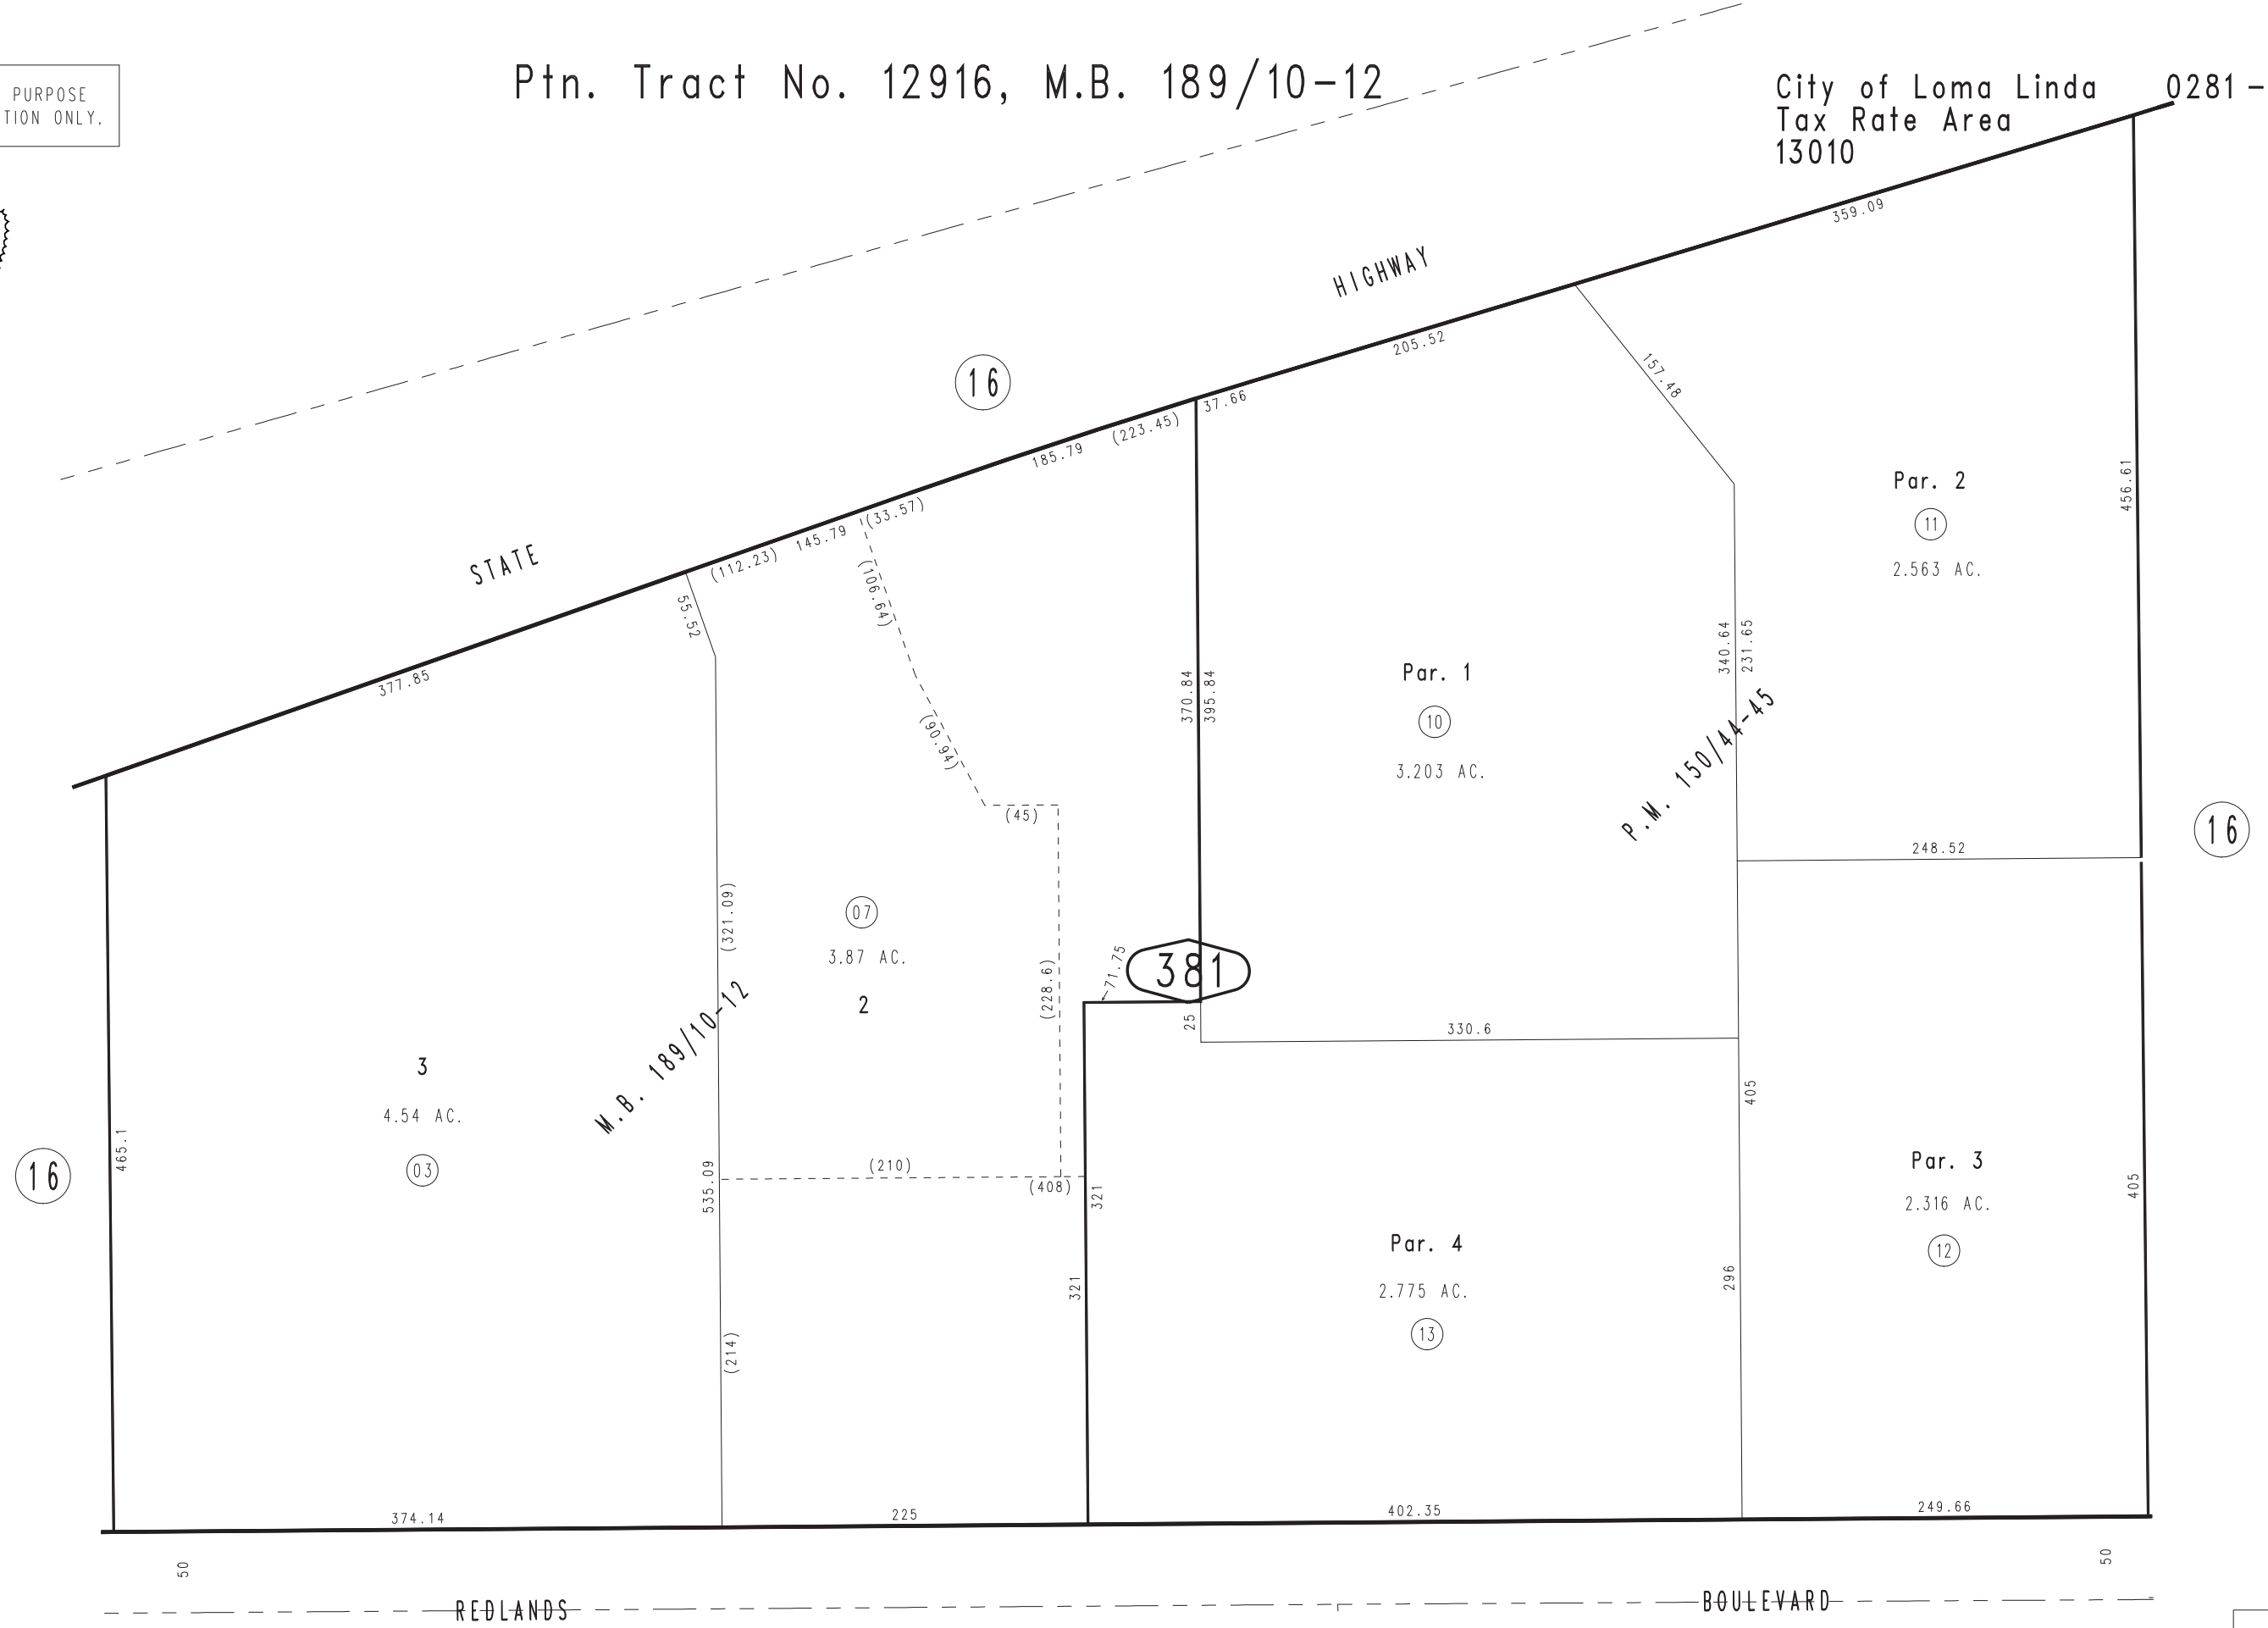 PURPOSE
TION ONLY.
Ptn. Tract No. 12916, M.B. 189/10-12
City of Loma Linda
Tax Rate Area
13010
0281-
359.09
HIGHWAY
205.52
16
37.66
(223.45)
185.79
157.48
Par. 2
11
2.563 AC.
456.61
STATE
(33.57)
145.79
(112.23)
(106.64)
55.52
377.85
370.84
395.84
Par. 1
10
3.203 AC.
340.64
231.65
P.M. 150/44-45
(90.94)
(45)
16
248.52
(321.09)
07
3.87 AC.
2
(228.6)
71.75
381
25
330.6
M.B. 189/10-12
3
4.54 AC.
03
465.1
16
535.09
(210)
(408)
321
321
405
Par. 3
2.316 AC.
12
405
Par. 4
2.775 AC.
13
296
(214)
374.14
225
402.35
249.66
50
50
REDLANDS
BOULEVARD